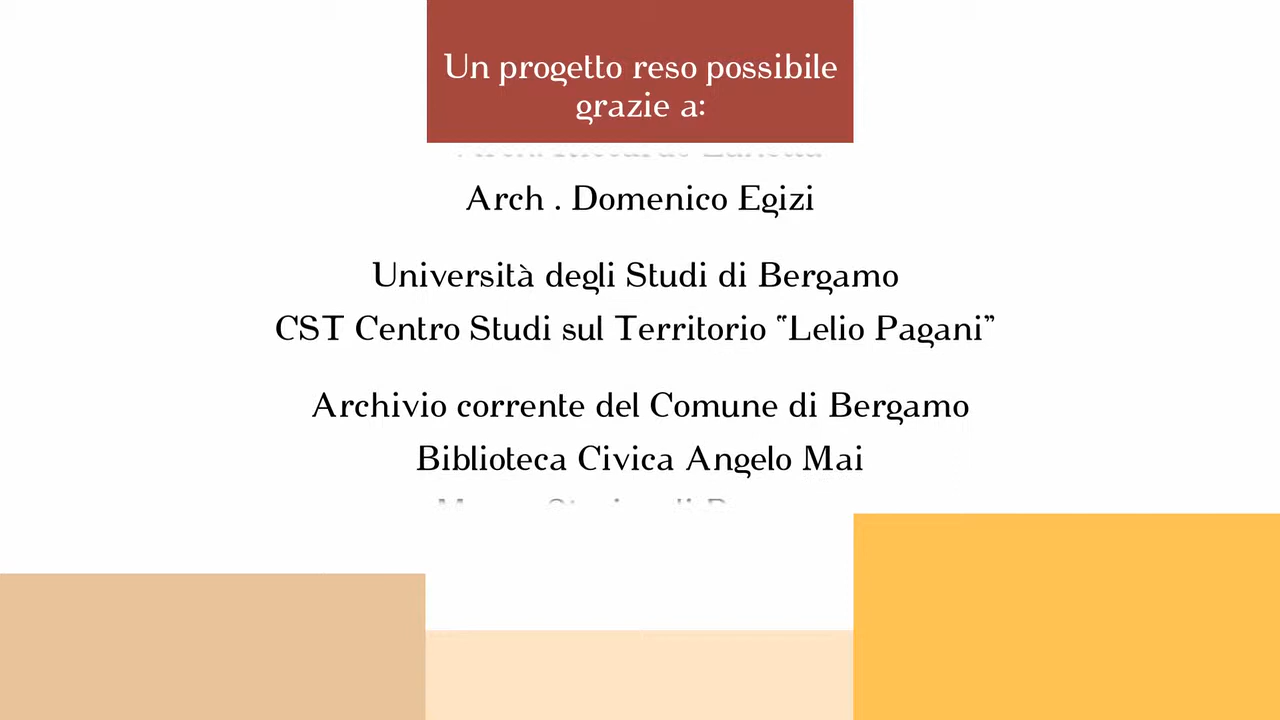 Un progetto reso possibile
grazie a:
Arch . Domenico Egizi
Università degli Studi di Bergamo
CST Centro Studi sul Territorio “Lelio Pagani”
Archivio corrente del Comune di Bergamo
Biblioteca Civica Angelo Mai